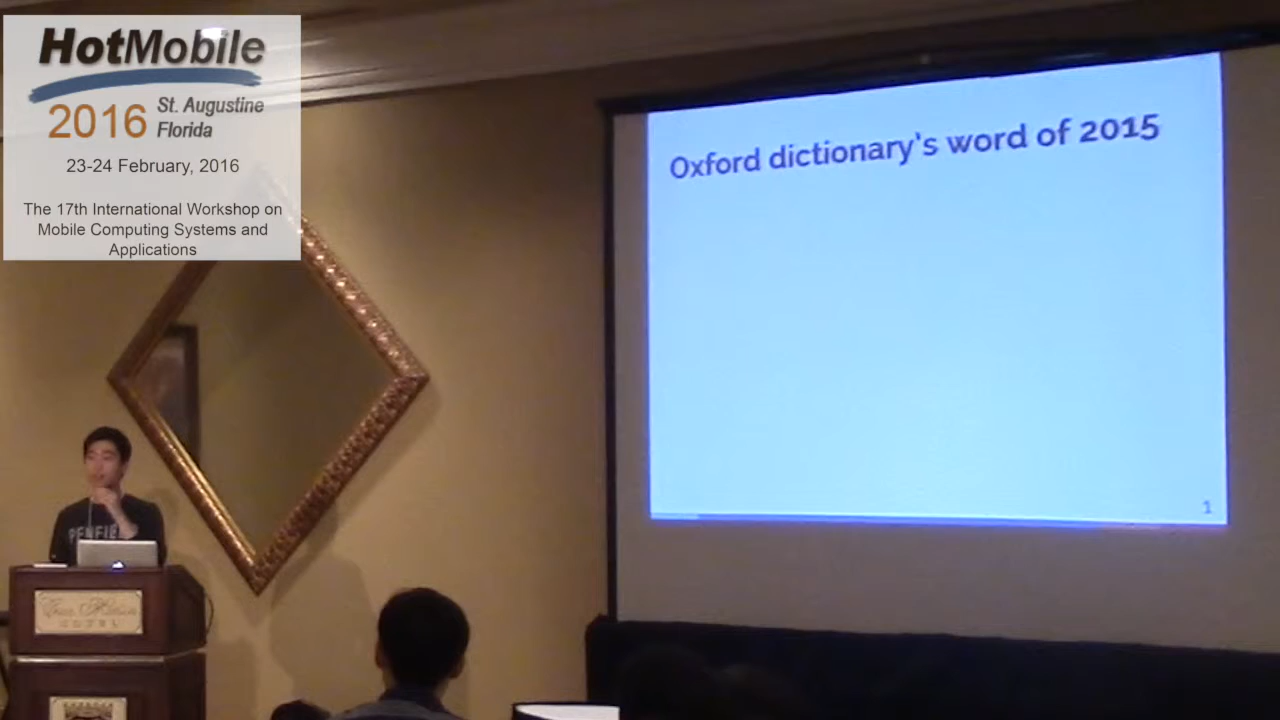 HotMobile
2016 St. Augustine
Florida
23-24 February, 2016
The 17th International Workshop on
Mobile Computing Systems and
Applications
Oxford dictionary's word of 2015
1